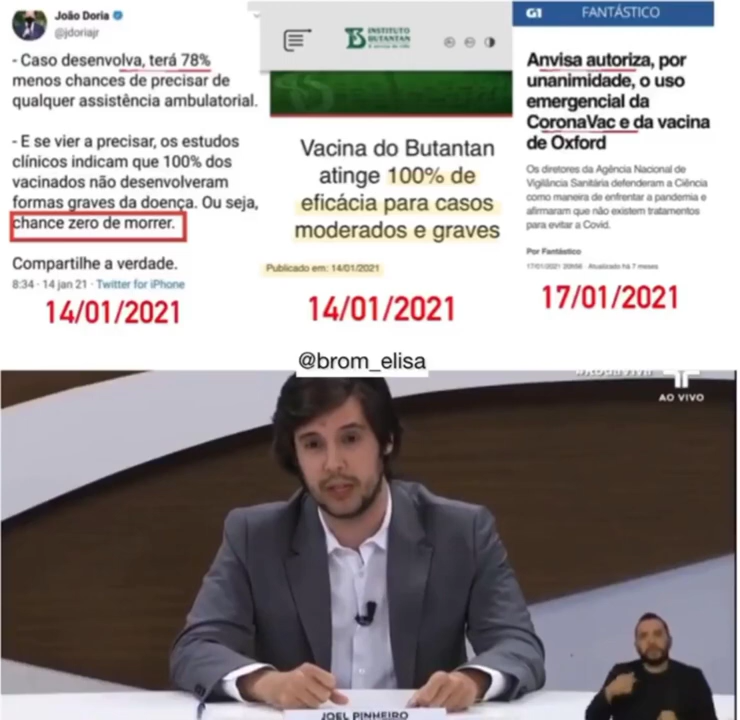 João Doria
@jdoriajr
- Caso desenvolva, terá 78%
menos chances de precisar de
qualquer assistência ambulatorial.
- E se vier a precisar, os estudos
clínicos indicam que 100% dos
vacinados não desenvolveram
formas graves da doença. Ou seja,
chance zero de morrer.
Compartilhe a verdade.
8:34 · 14 jan 21 · Twitter for iPhone
14/01/2021
INSTITUTO
BUTANTAN
Vacina do Butantan
atinge 100% de
eficácia para casos
moderados e graves
Publicado em: 14/01/2021
14/01/2021
G1 FANTÁSTICO
Anvisa autoriza, por
unanimidade, o uso
emergencial da
CoronaVac e da vacina
de Oxford
Os diretores da Agência Nacional de
Vigilância Sanitária defenderam a Ciência
como maneira de enfrentar a pandemia e
afirmaram que não existem tratamentos
para evitar a Covid.
Por Fantástico
17/01/2021 20h56 · Atualizado há 7 meses
17/01/2021
@brom_elisa
AO VIVO
JOEL PINHEIRO